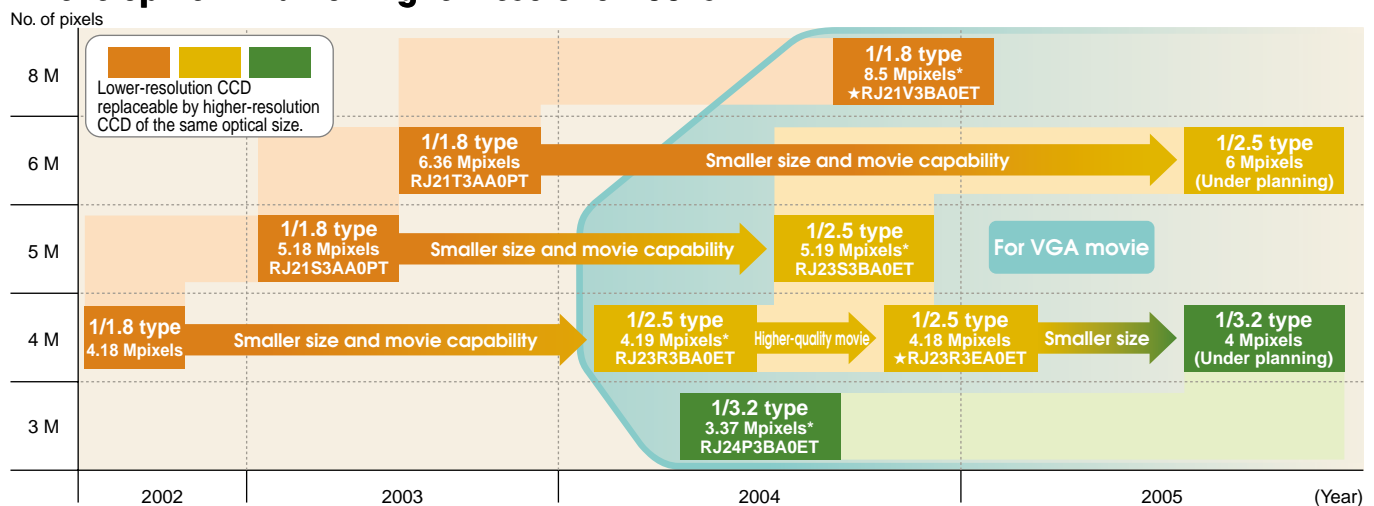 No. of pixels
Lower-resolution CCD
replaceable by higher-resolution
CCD of the same optical size.
8 M
1/1.8 type
8.5 Mpixels*
★RJ21V3BA0ET
6 M
1/1.8 type
6.36 Mpixels
RJ21T3AA0PT
Smaller size and movie capability
1/2.5 type
6 Mpixels
(Under planning)
5 M
1/1.8 type
5.18 Mpixels
RJ21S3AA0PT
Smaller size and movie capability
1/2.5 type
5.19 Mpixels*
RJ23S3BA0ET
For VGA movie
4 M
1/1.8 type
4.18 Mpixels
Smaller size and movie capability
1/2.5 type
4.19 Mpixels*
RJ23R3BA0ET
Higher-quality movie
1/2.5 type
4.18 Mpixels
★RJ23R3EA0ET
Smaller size
1/3.2 type
4 Mpixels
(Under planning)
3 M
1/3.2 type
3.37 Mpixels*
RJ24P3BA0ET
2002
2003
2004
2005
(Year)